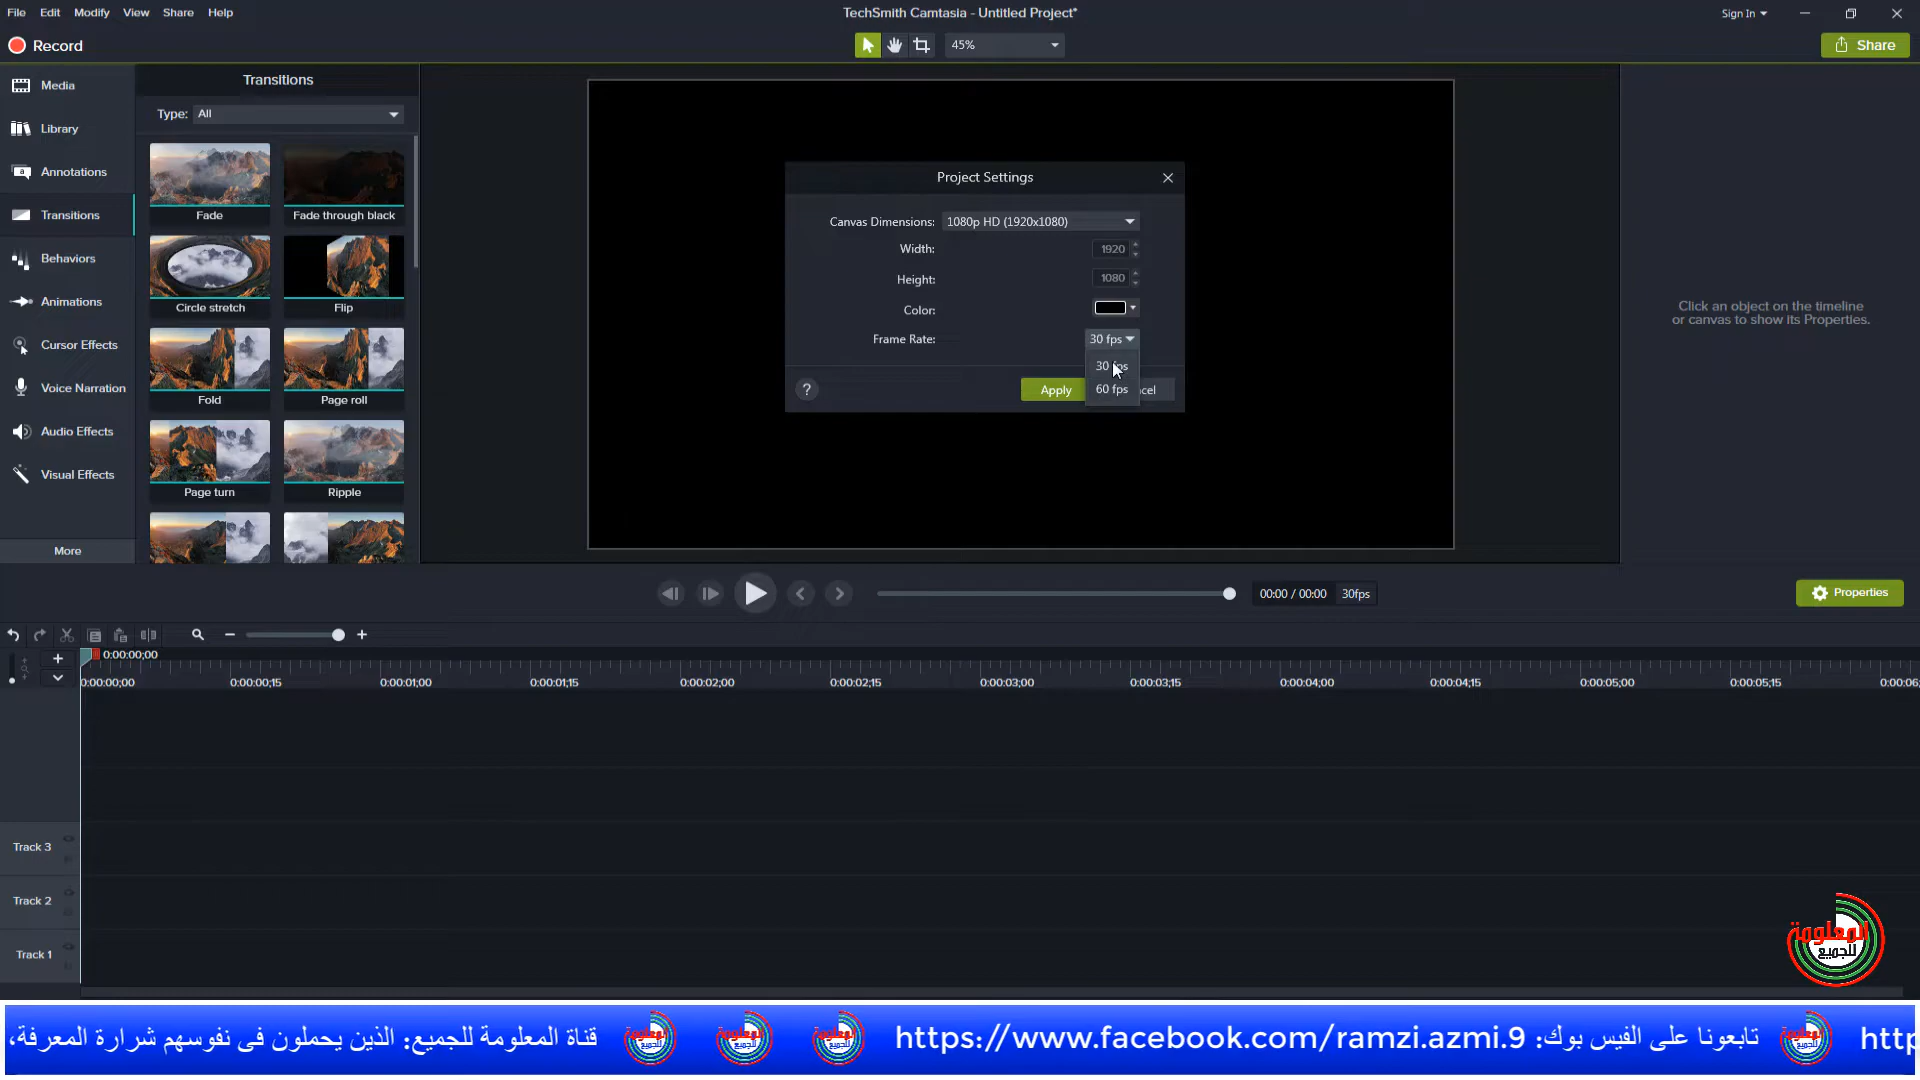 File Edit Modify View Share Help
TechSmith Camtasia - Untitled Project*
Sign In
Record
45%
Share
Media
Library
Annotations
Transitions
Behaviors
Animations
Cursor Effects
Voice Narration
Audio Effects
Visual Effects
More
Transitions
Type: All
Fade
Fade through black
Circle stretch
Flip
Fold
Page roll
Page turn
Ripple
Project Settings
Canvas Dimensions: 1080p HD (1920x1080)
Width: 1920
Height: 1080
Color:
Frame Rate: 30 fps
60 fps
? Apply
Click an object on the timeline
or canvas to show its Properties.
00:00 / 00:00 30fps
Properties
0:00:00;00
0:00:00;00 0:00:00;15 0:00:01;00 0:00:01;15 0:00:02;00 0:00:02;15 0:00:03;00 0:00:03;15 0:00:04;00 0:00:04;15 0:00:05;00 0:00:05;15 0:00:06;
Track 3
Track 2
Track 1
المعلومة
للجميع
تابعونا على الفيس بوك: https://www.facebook.com/ramzi.azmi.9
قناة المعلومة للجميع: الذين يحملون فى نفوسهم شرارة المعرفة،